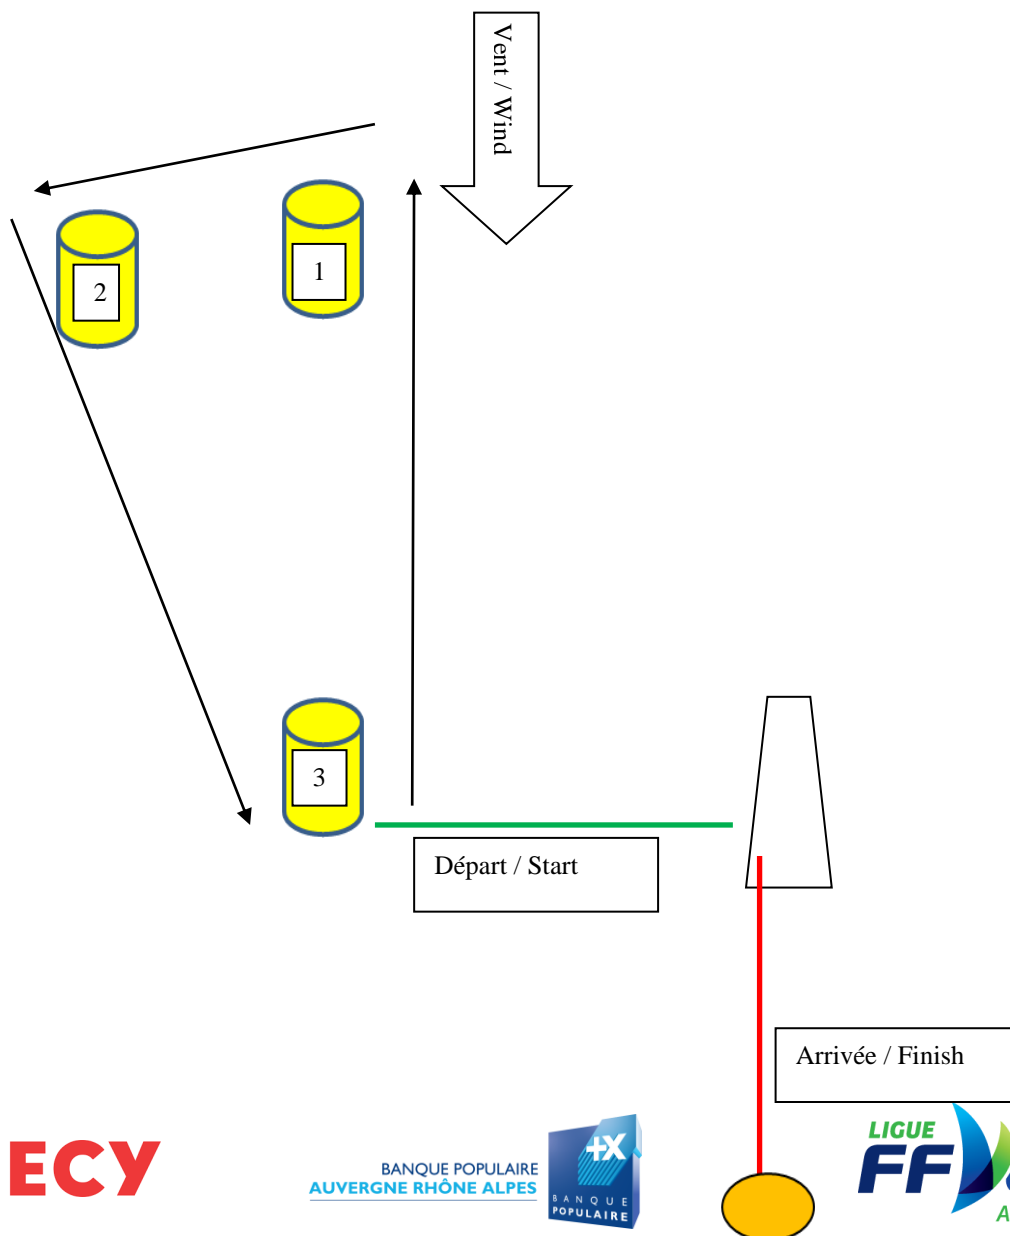 Vent / Wind
1
2
3
Départ / Start
Arrivée / Finish
ECY
BANQUE POPULAIRE
AUVERGNE RHÔNE ALPES
+X
BANQUE
POPULAIRE
LIGUE
FF
A